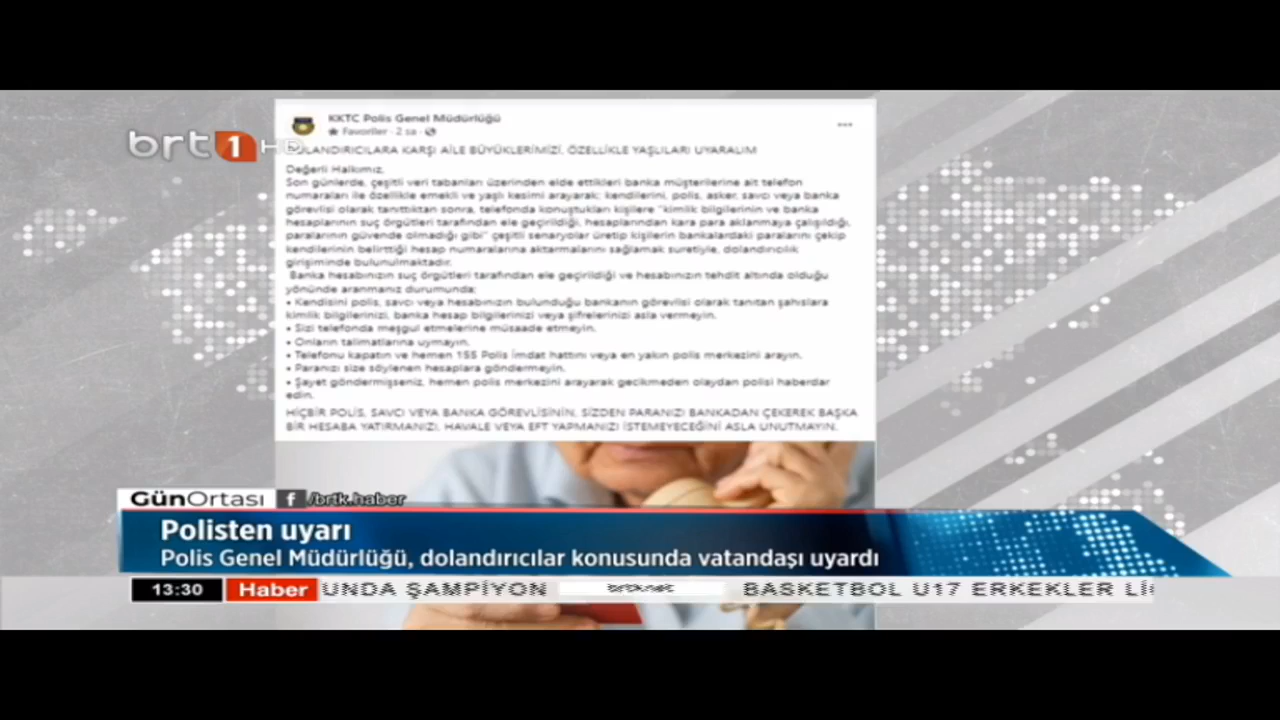 KKTC Polis Genel Müdürlüğü
Favoriler · 2 sa ·
brt 1 HD
DOLANDIRICILARA KARŞI AİLE BÜYÜKLERİMİZİ, ÖZELLİKLE YAŞLILARI UYARALIM
Değerli Halkımız,
Son günlerde, çeşitli veri tabanları üzerinden elde ettikleri banka müşterilerine ait telefon
numaraları ile özellikle emekli ve yaşlı kesimi arayarak; kendilerini, polis, asker, savcı veya banka
görevlisi olarak tanıttıktan sonra, telefonda konuştukları kişilere "kimlik bilgilerinin ve banka
hesaplarının suç örgütleri tarafından ele geçirildiği, hesaplarından kara para aklanmaya çalışıldığı,
paralarının güvende olmadığı gibi" çeşitli senaryolar üretip kişilerin bankalardaki paralarını çekip
kendilerinin belirttiği hesap numaralarına aktarmalarını sağlamak suretiyle, dolandırıcılık
girişiminde bulunulmaktadır.
Banka hesabınızın suç örgütleri tarafından ele geçirildiği ve hesabınızın tehdit altında olduğu
yönünde aranmanız durumunda;
• Kendisini polis, savcı veya hesabınızın bulunduğu bankanın görevlisi olarak tanıtan şahıslara
kimlik bilgilerinizi, banka hesap bilgilerinizi veya şifrelerinizi asla vermeyin.
• Sizi telefonda meşgul etmelerine müsaade etmeyin.
• Onların talimatlarına uymayın.
• Telefonu kapatın ve hemen 155 Polis İmdat hattını veya en yakın polis merkezini arayın.
• Paranızı size söylenen hesaplara göndermeyin.
• Şayet göndermişseniz, hemen polis merkezini arayarak gecikmeden olaydan polisi haberdar
edin.
HİÇBİR POLİS, SAVCI VEYA BANKA GÖREVLİSİNİN, SİZDEN PARANIZI BANKADAN ÇEKEREK BAŞKA
BİR HESABA YATIRMANIZI, HAVALE VEYA EFT YAPMANIZI İSTEMEYECEĞİNİ ASLA UNUTMAYIN.
GünOrtası f /brtk.haber
Polisten uyarı
Polis Genel Müdürlüğü, dolandırıcılar konusunda vatandaşı uyardı
13:30 Haber UNDA ŞAMPİYON BASKETBOL U17 ERKEKLER